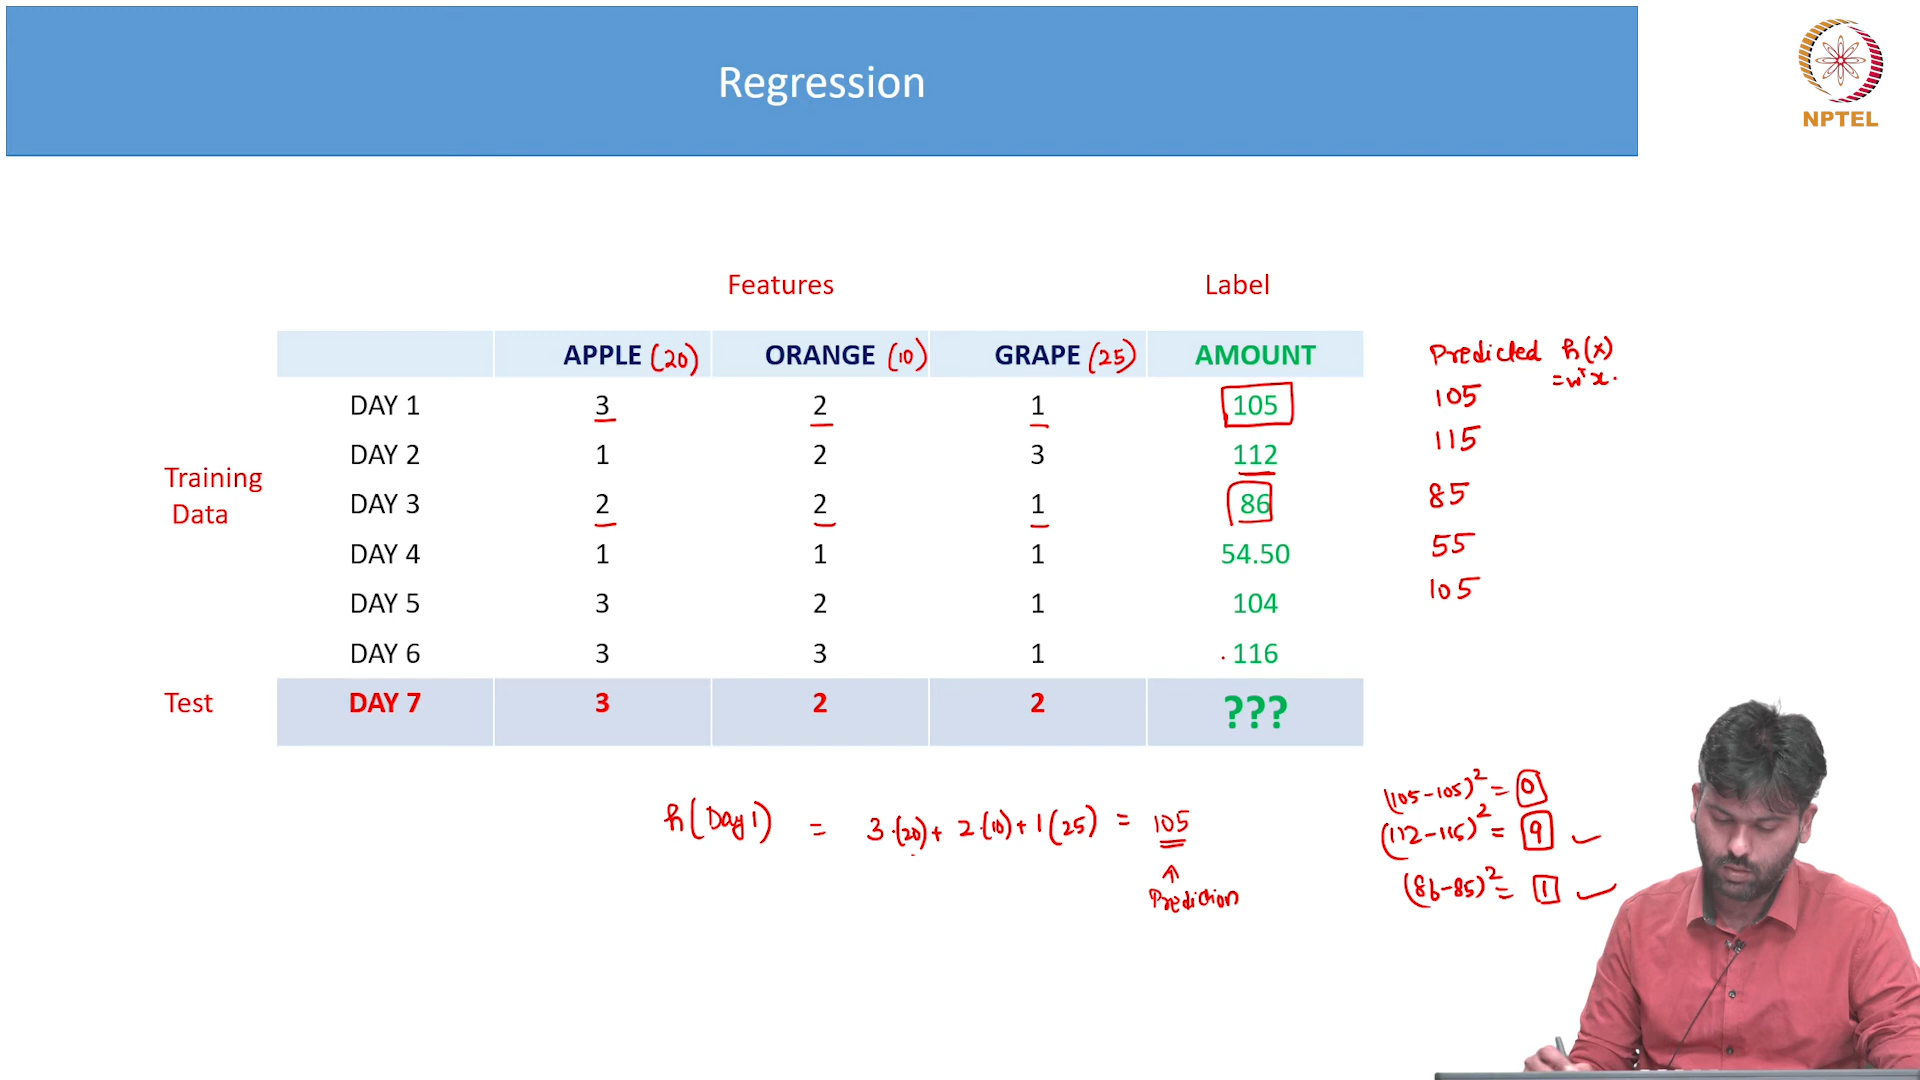 Regression
NPTEL
Features Label
APPLE (20) ORANGE (10) GRAPE (25) AMOUNT Predicted h(x)
= wᵀx.
DAY 1 3 2 1 105 105
DAY 2 1 2 3 112 115
Training
Data
DAY 3 2 2 1 86 85
DAY 4 1 1 1 54.50 55
DAY 5 3 2 1 104 105
DAY 6 3 3 1 116
Test DAY 7 3 2 2 ???
h(Day 1) = 3·(20) + 2·(10) + 1(25) = 105
Prediction
(105-105)² = 0
(112-115)² = 9
(86-85)² = 1